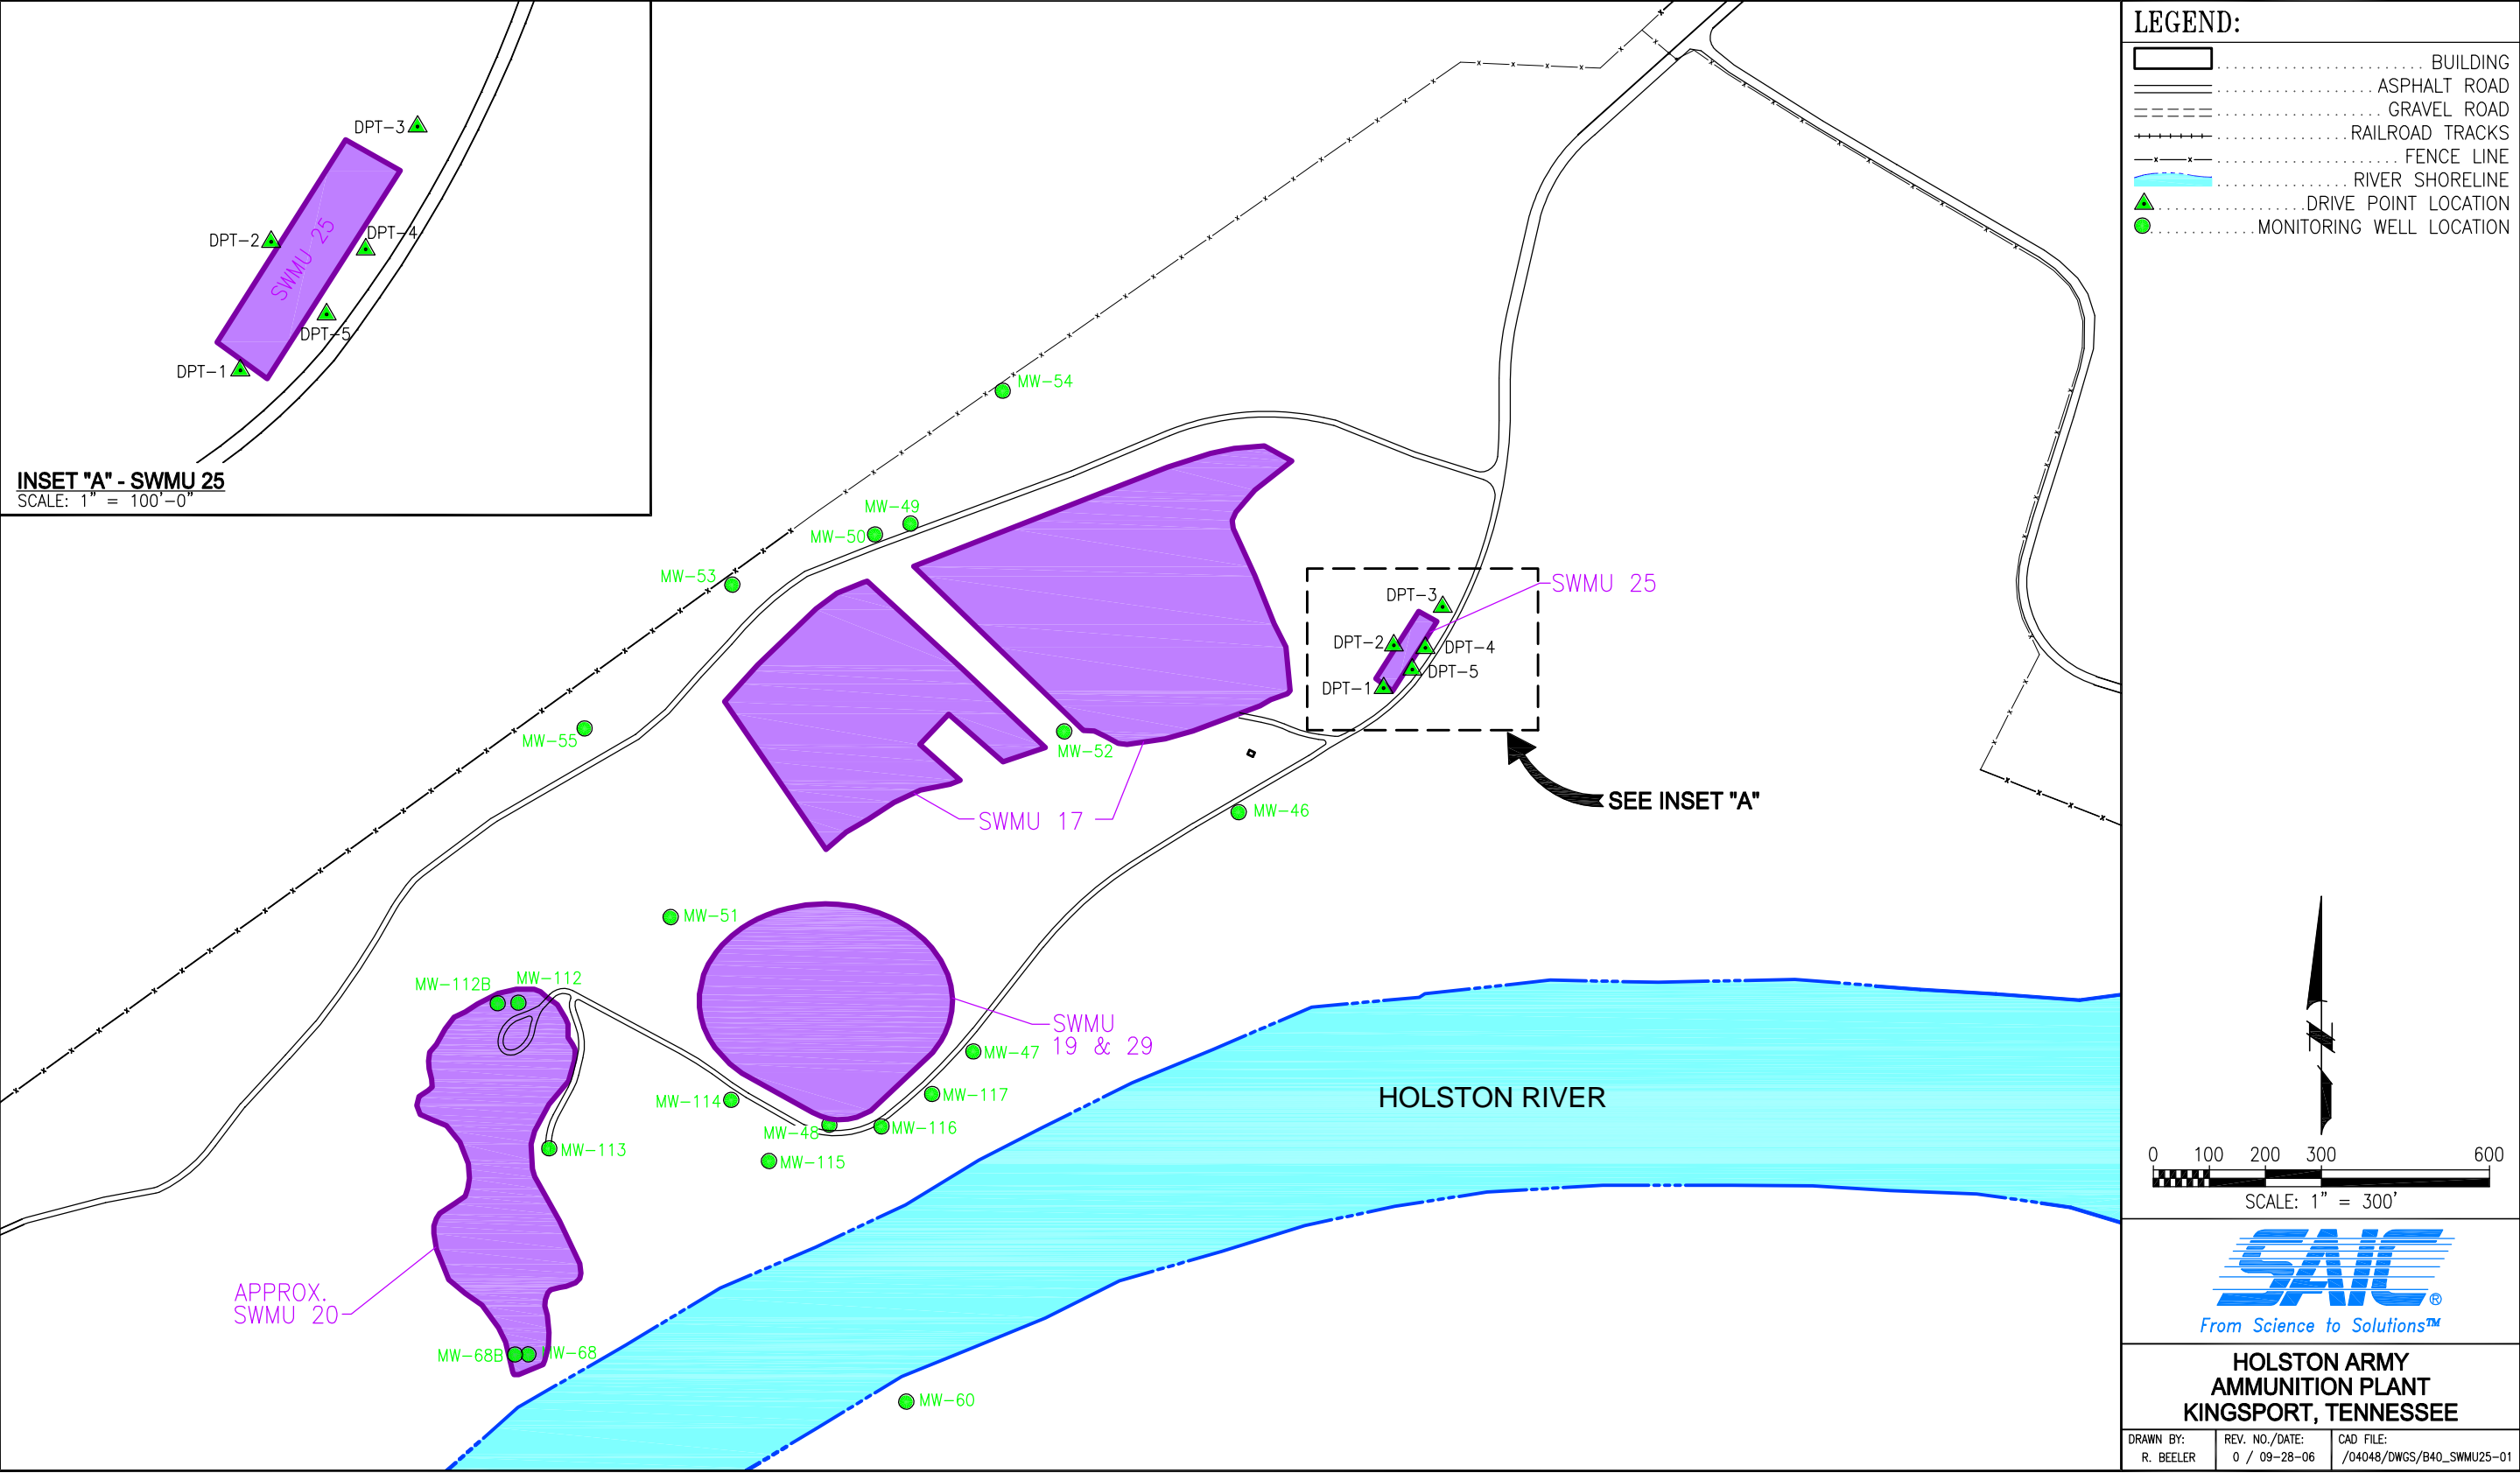 DPT-3
DPT-2
SWMU 25
DPT-4
DPT-5
DPT-1
INSET "A" - SWMU 25
SCALE: 1" = 100'-0"
MW-54
MW-49
MW-50
MW-53
MW-55
MW-52
SWMU 17
DPT-3
DPT-2
DPT-4
DPT-5
DPT-1
SWMU 25
SEE INSET "A"
MW-46
MW-51
MW-112B
MW-112
SWMU
19 & 29
MW-47
MW-117
MW-114
MW-48
MW-116
MW-113
MW-115
HOLSTON RIVER
APPROX.
SWMU 20
MW-68B
MW-68
MW-60
LEGEND:
BUILDING
ASPHALT ROAD
GRAVEL ROAD
RAILROAD TRACKS
FENCE LINE
RIVER SHORELINE
DRIVE POINT LOCATION
MONITORING WELL LOCATION
N
0 100 200 300 600
SCALE: 1" = 300'
SAIC®
From Science to Solutions™
HOLSTON ARMY
AMMUNITION PLANT
KINGSPORT, TENNESSEE
DRAWN BY:
R. BEELER
REV. NO./DATE:
0 / 09-28-06
CAD FILE:
/04048/DWGS/B40_SWMU25-01